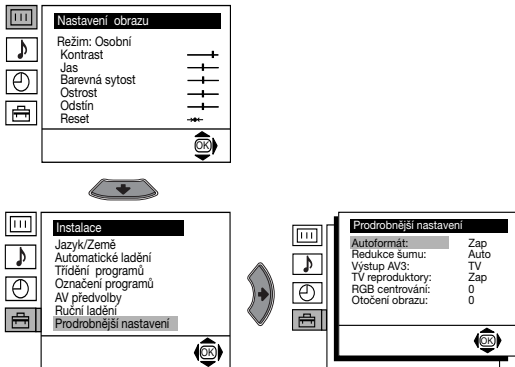 Nastavení obrazu
Režim: Osobní
Kontrast
Jas
Barevná sytost
Ostrost
Odstín
Reset
OK
Instalace
Jazyk/Země
Automatické ladění
Třídění programů
Označení programů
AV předvolby
Ruční ladění
Prodrobnější nastavení
OK
Prodrobnější nastavení
Autoformát: Zap
Redukce šumu: Auto
Výstup AV3: TV
TV reproduktory: Zap
RGB centrování: 0
Otočení obrazu: 0
OK